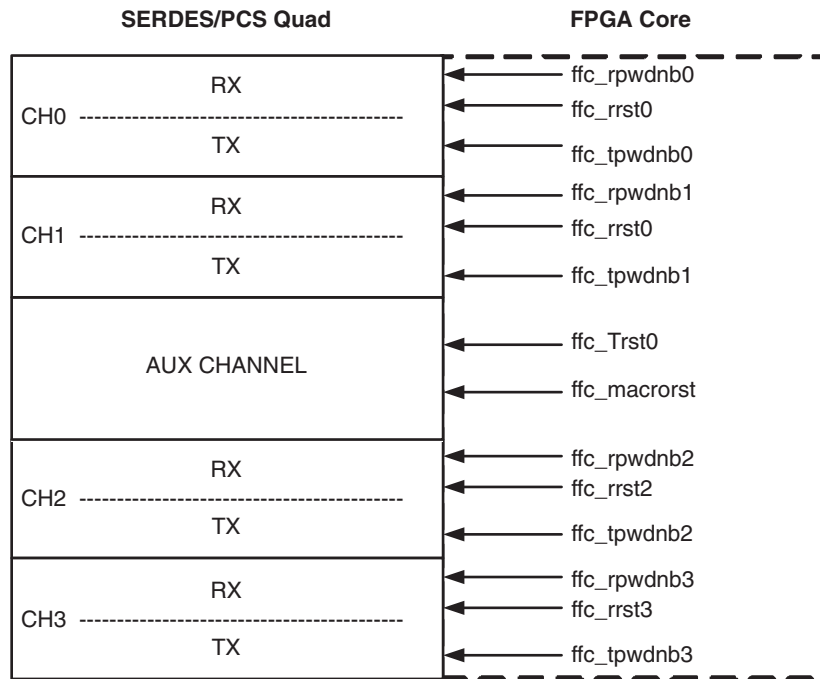 SERDES/PCS Quad
FPGA Core
CH0
RX
TX
ffc_rpwdnb0
ffc_rrst0
ffc_tpwdnb0
CH1
RX
TX
ffc_rpwdnb1
ffc_rrst0
ffc_tpwdnb1
AUX CHANNEL
ffc_Trst0
ffc_macrorst
CH2
RX
TX
ffc_rpwdnb2
ffc_rrst2
ffc_tpwdnb2
CH3
RX
TX
ffc_rpwdnb3
ffc_rrst3
ffc_tpwdnb3